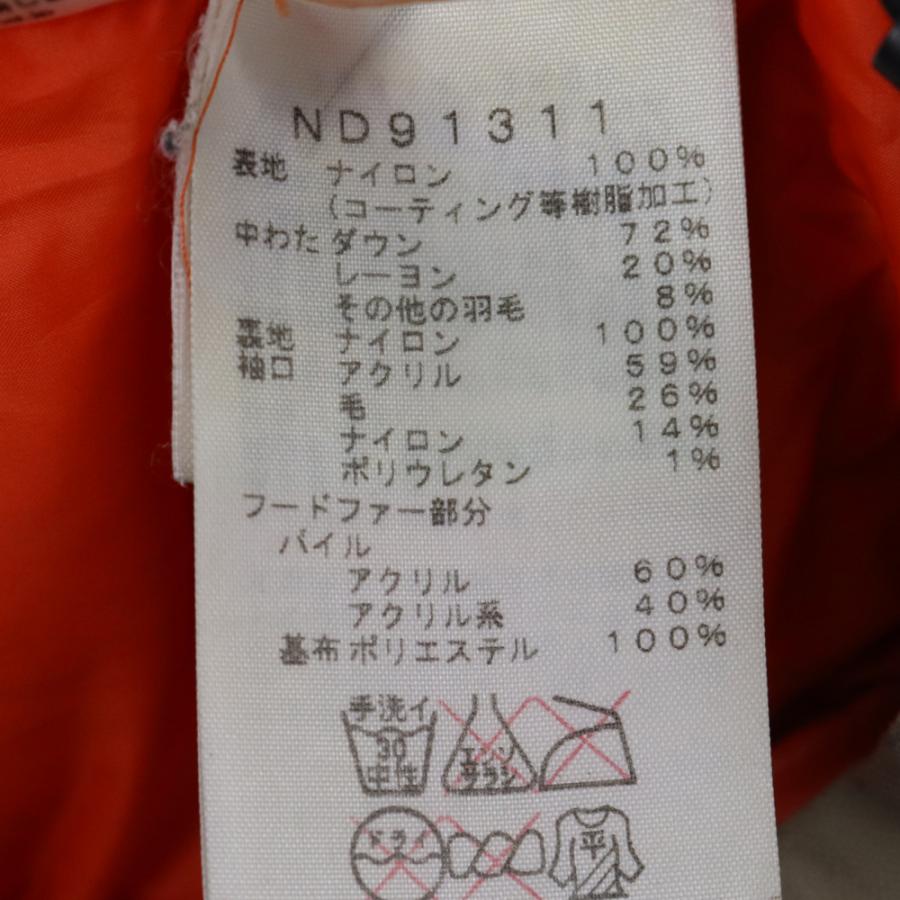 ND91311
表地 ナイロン 100%
(コーティング等樹脂加工)
中わた ダウン 72%
レーヨン 20%
その他の羽毛 8%
裏地 ナイロン 100%
袖口 アクリル 59%
毛 26%
ナイロン 14%
ポリウレタン 1%
フードファー部分
パイル
アクリル 60%
アクリル系 40%
基布 ポリエステル 100%
手洗イ
30
中性
エンソ
サラシ
ドライ
平